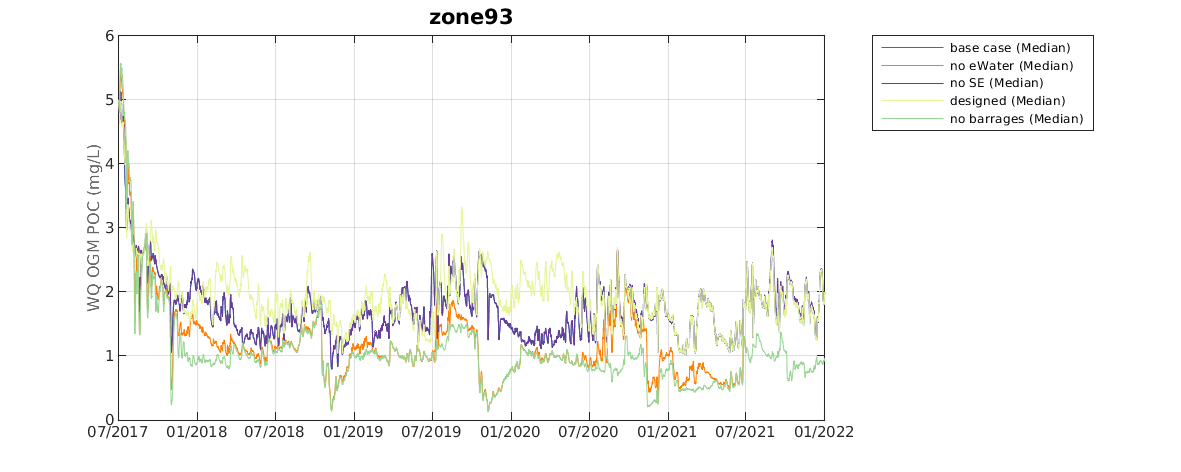 zone93
WQ OGM POC (mg/L)
6
5
4
3
2
1
0
07/2017 01/2018 07/2018 01/2019 07/2019 01/2020 07/2020 01/2021 07/2021 01/2022
base case (Median)
no eWater (Median)
no SE (Median)
designed (Median)
no barrages (Median)